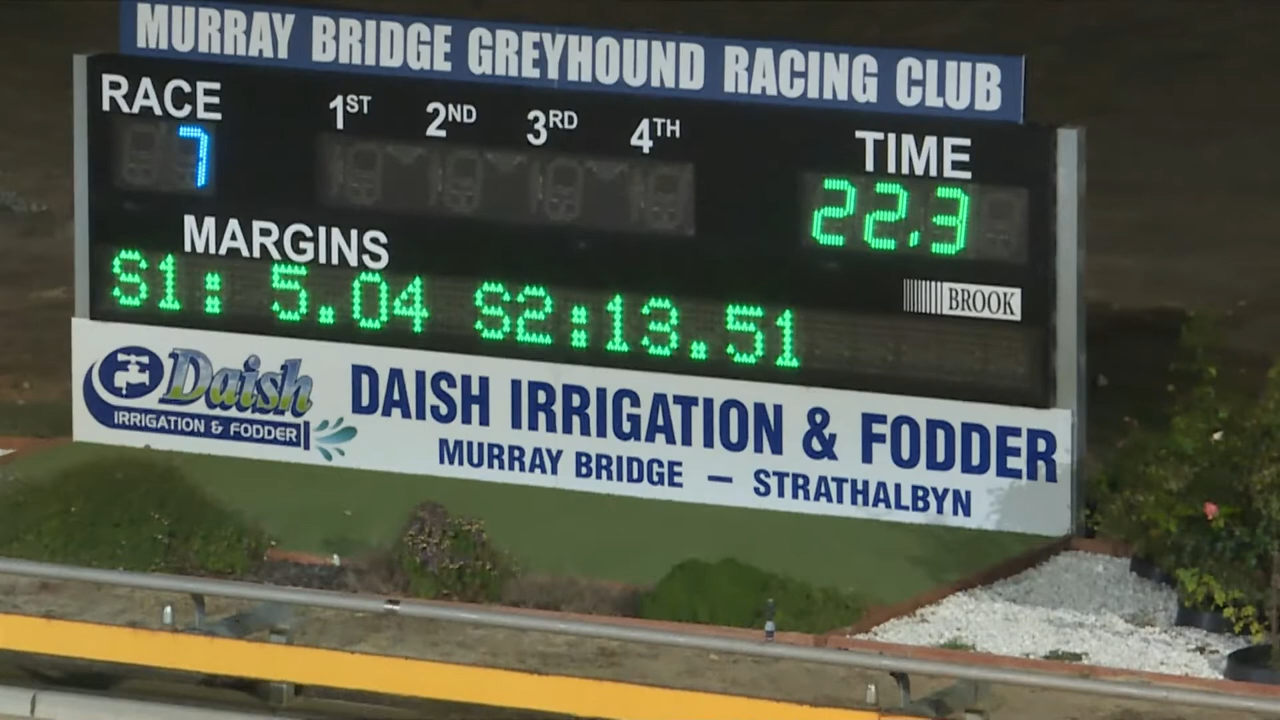 MURRAY BRIDGE GREYHOUND RACING CLUB
RACE 1ST 2ND 3RD 4TH TIME
7 22.3
MARGINS
S1: 5.04 S2:13.51
BROOK
Daish
IRRIGATION & FODDER
DAISH IRRIGATION & FODDER
MURRAY BRIDGE — STRATHALBYN